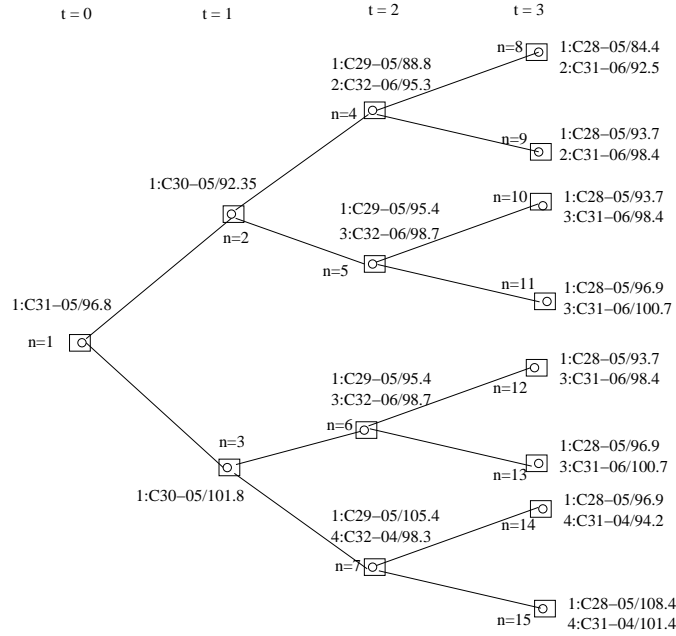 t = 0
t = 1
t = 2
t = 3
n=8
1:C28−05/84.4
2:C31−06/92.5
1:C29−05/88.8
2:C32−06/95.3
n=4
n=9
1:C28−05/93.7
2:C31−06/98.4
1:C30−05/92.35
n=2
n=10
1:C28−05/93.7
3:C31−06/98.4
1:C29−05/95.4
3:C32−06/98.7
n=5
n=11
1:C28−05/96.9
3:C31−06/100.7
1:C31−05/96.8
n=1
1:C28−05/93.7
3:C31−06/98.4
n=12
1:C29−05/95.4
3:C32−06/98.7
n=6
n=3
1:C28−05/96.9
3:C31−06/100.7
n=13
1:C30−05/101.8
1:C28−05/96.9
4:C31−04/94.2
n=14
1:C29−05/105.4
4:C32−04/98.3
n=7
1:C28−05/108.4
4:C31−04/101.4
n=15